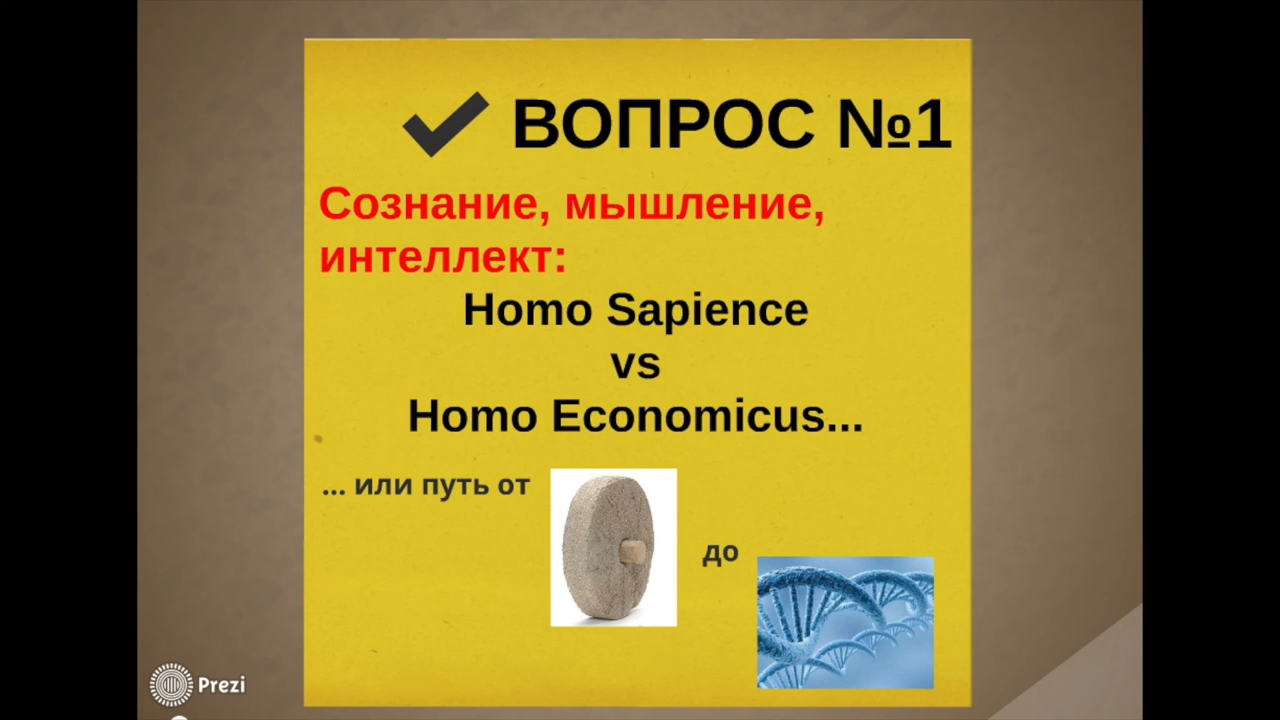 ВОПРОС №1
Сознание, мышление,
интеллект:
Homo Sapience
vs
Homo Economicus...
... или путь от
до
Prezi